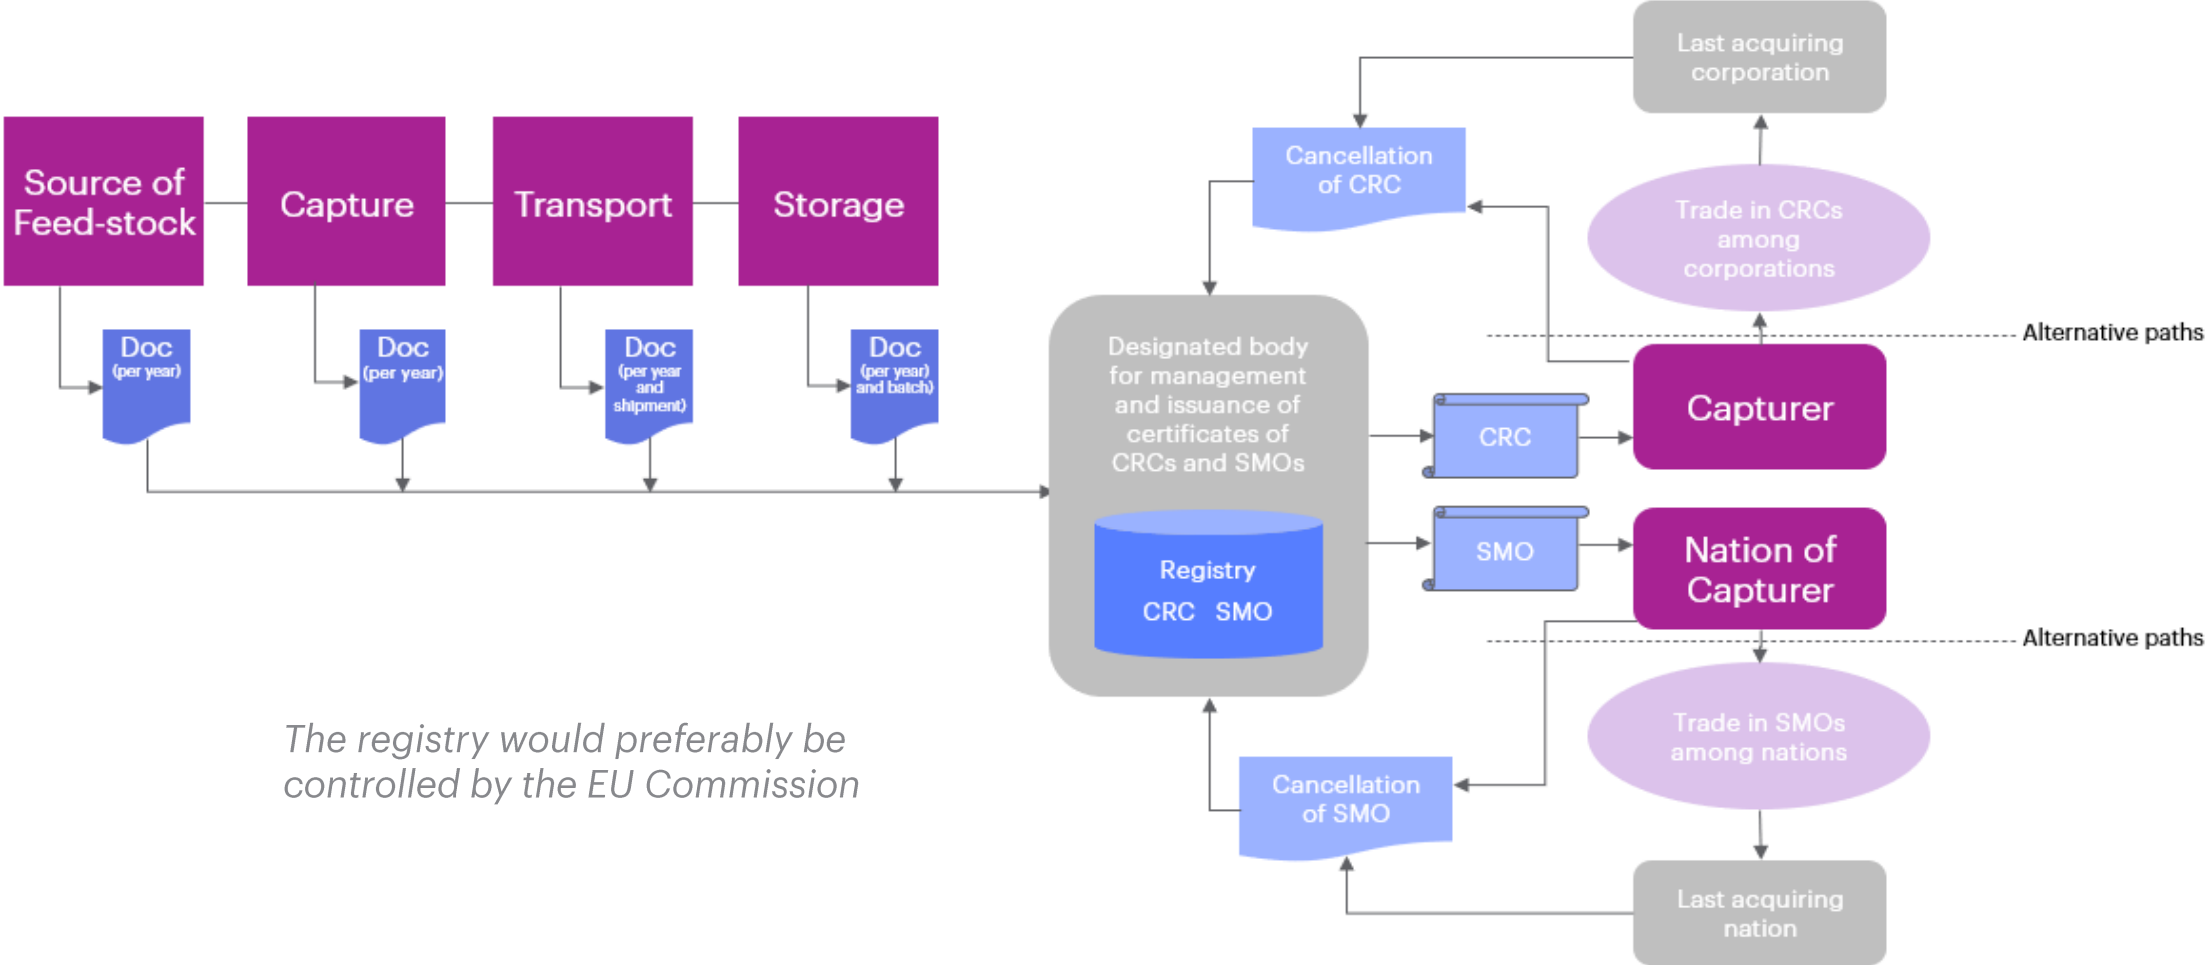 Last acquiring
corporation
Source of
Feed-stock
Capture
Transport
Storage
Cancellation
of CRC
Trade in CRCs
among
corporations
Doc
(per year)
Doc
(per year)
Doc
(per year
and
shipment)
Doc
(per year)
and batch)
Designated body
for management
and issuance of
certificates of
CRCs and SMOs
Registry
CRC SMO
Alternative paths
CRC
Capturer
SMO
Nation of
Capturer
Alternative paths
The registry would preferably be
controlled by the EU Commission
Cancellation
of SMO
Trade in SMOs
among nations
Last acquiring
nation